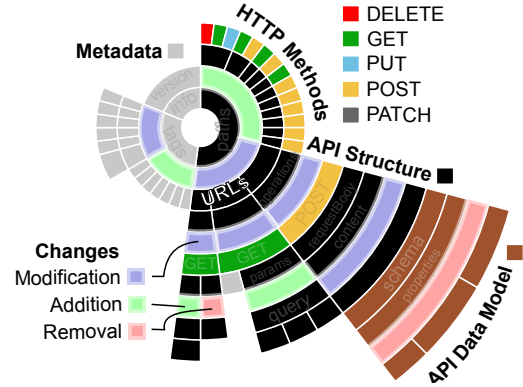 HTTP Methods
DELETE
GET
PUT
POST
PATCH
Metadata
version
info
tags
paths
URLs
operations
API Structure
POST
requestBody
content
schema
properties
GET
GET
params
query
API Data Model
Changes
Modification
Addition
Removal